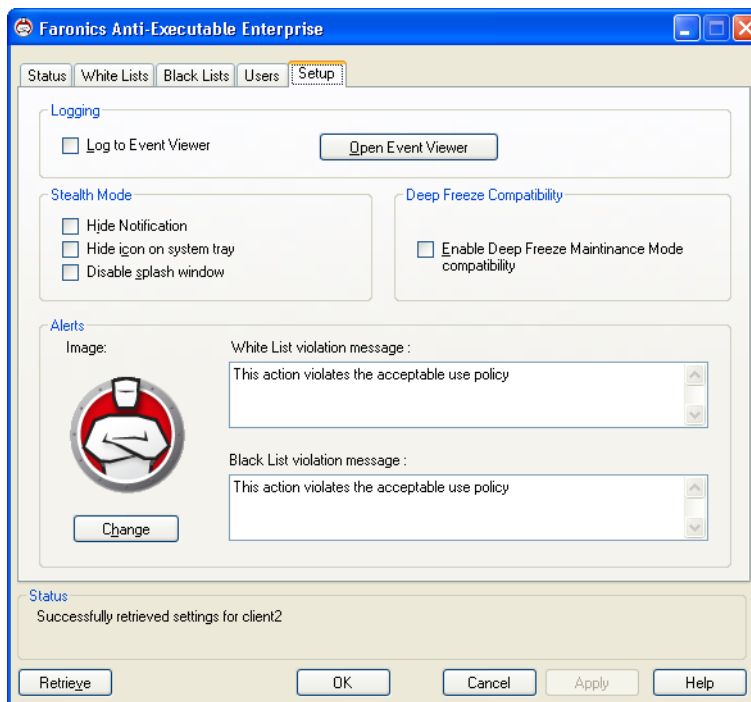 Faronics Anti-Executable Enterprise
Status White Lists Black Lists Users Setup
Logging
Log to Event Viewer
Open Event Viewer
Stealth Mode
Hide Notification
Hide icon on system tray
Disable splash window
Deep Freeze Compatibility
Enable Deep Freeze Maintinance Mode
compatibility
Alerts
Image:
Change
White List violation message :
This action violates the acceptable use policy
Black List violation message :
This action violates the acceptable use policy
Status
Successfully retrieved settings for client2
Retrieve OK Cancel Apply Help